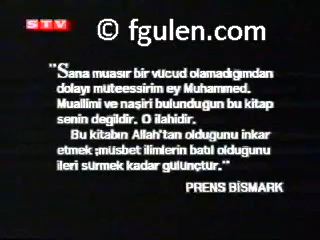 STV
© fgulen.com
"Sana muasır bir vücud olamadığımdan
dolayı müteessirim ey Muhammed.
Muallimi ve naşiri bulunduğun bu kitap
senin değildir. O ilahidir.
Bu kitabın Allah'tan olduğunu inkar
etmek ;müsbet ilimlerin batıl olduğunu
ileri sürmek kadar gülünçtür."
PRENS BİSMARK